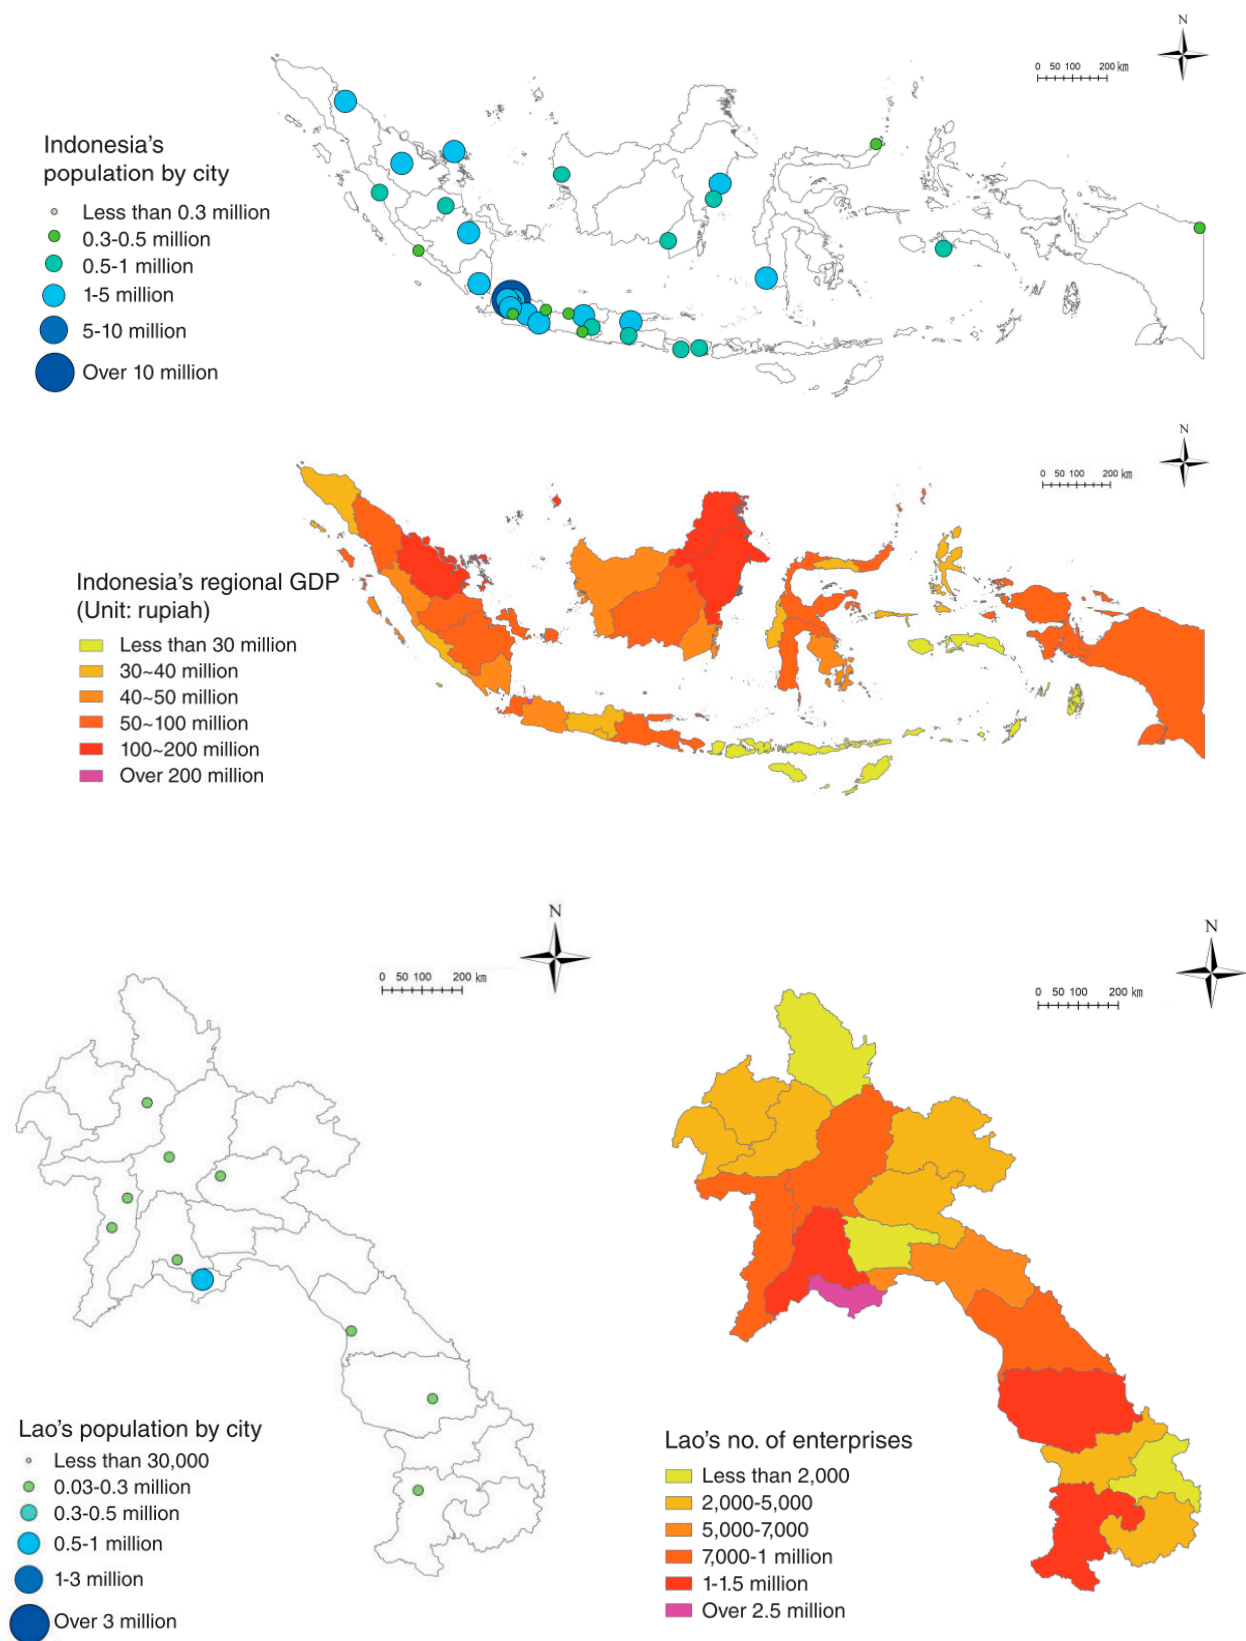 N
0 50 100 200 km
Indonesia's
population by city
Less than 0.3 million
0.3-0.5 million
0.5-1 million
1-5 million
5-10 million
Over 10 million
N
0 50 100 200 km
Indonesia's regional GDP
(Unit: rupiah)
Less than 30 million
30~40 million
40~50 million
50~100 million
100~200 million
Over 200 million
N
0 50 100 200 km
Lao's population by city
Less than 30,000
0.03-0.3 million
0.3-0.5 million
0.5-1 million
1-3 million
Over 3 million
N
0 50 100 200 km
Lao's no. of enterprises
Less than 2,000
2,000-5,000
5,000-7,000
7,000-1 million
1-1.5 million
Over 2.5 million